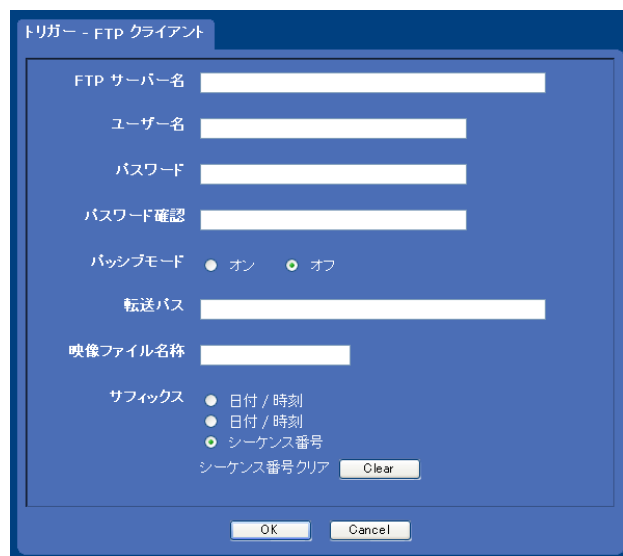 トリガー - FTP クライアント
FTP サーバー名
ユーザー名
パスワード
パスワード確認
パッシブモード オン オフ
転送パス
映像ファイル名称
サフィックス 日付 / 時刻
日付 / 時刻
シーケンス番号
シーケンス番号クリア Clear
OK Cancel